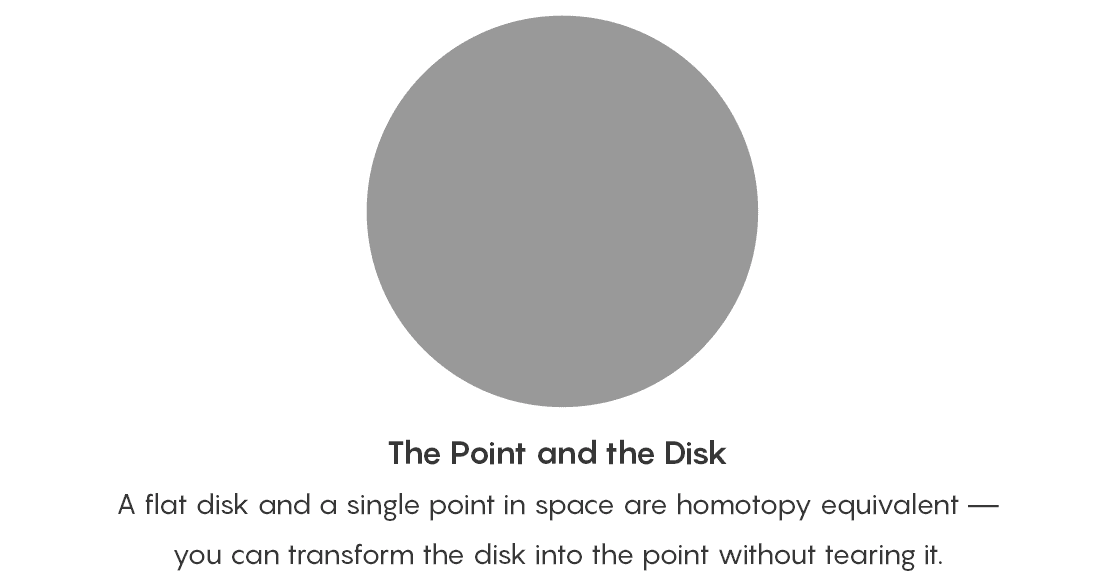 The Point and the Disk
A flat disk and a single point in space are homotopy equivalent —
you can transform the disk into the point without tearing it.